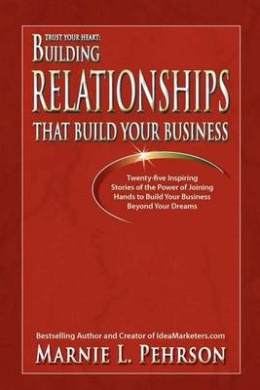 TRUST YOUR HEART:
BUILDING
RELATIONSHIPS
THAT BUILD YOUR BUSINESS
Twenty-five Inspiring
Stories of the Power of Joining
Hands to Build Your Business
Beyond Your Dreams
Bestselling Author and Creator of IdeaMarketers.com
MARNIE L. PEHRSON